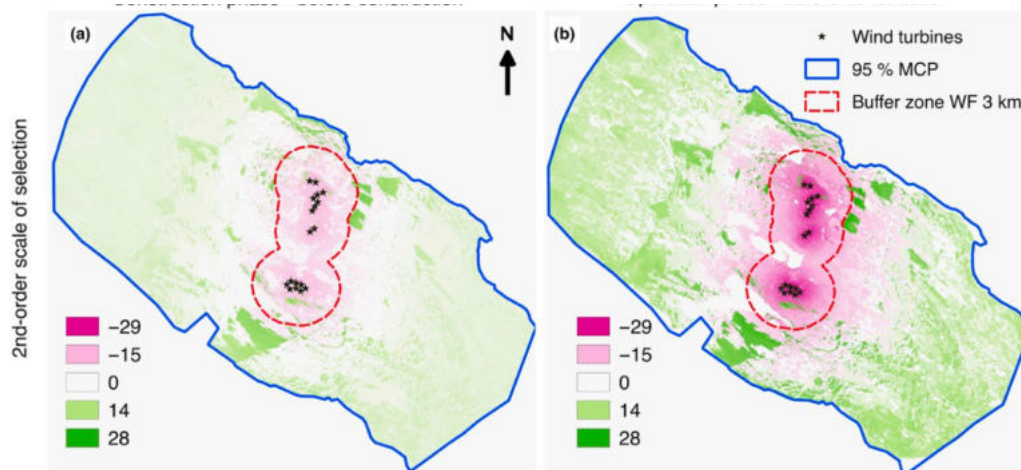 (a)
N
-29
-15
0
14
28
(b)
Wind turbines
95 % MCP
Buffer zone WF 3 km
-29
-15
0
14
28
2nd-order scale of selection